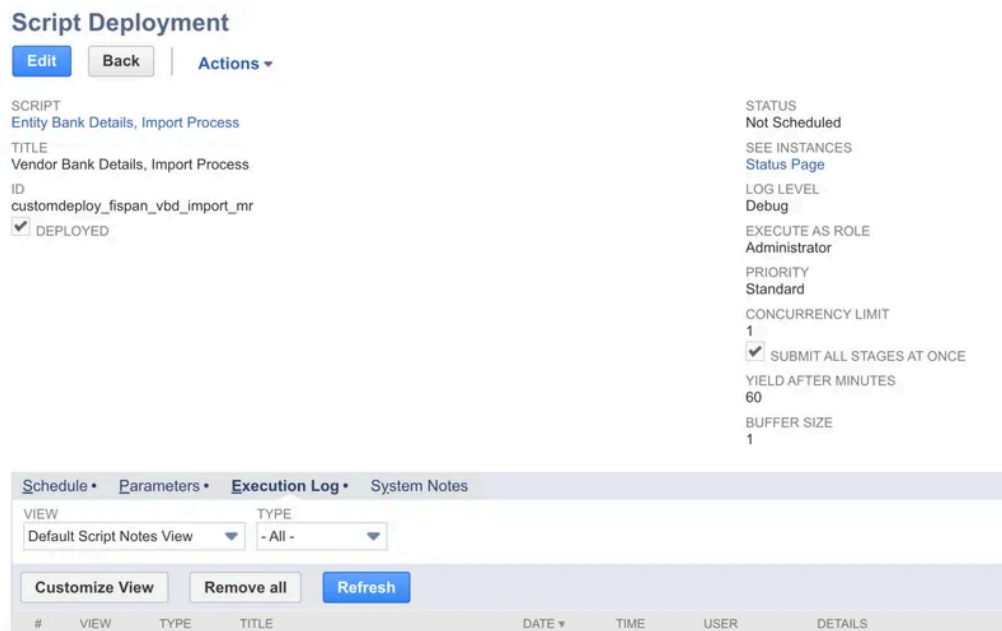 Script Deployment
Edit Back Actions
SCRIPT
Entity Bank Details, Import Process
TITLE
Vendor Bank Details, Import Process
ID
customdeploy_fispan_vbd_import_mr
DEPLOYED
STATUS
Not Scheduled
SEE INSTANCES
Status Page
LOG LEVEL
Debug
EXECUTE AS ROLE
Administrator
PRIORITY
Standard
CONCURRENCY LIMIT
1
SUBMIT ALL STAGES AT ONCE
YIELD AFTER MINUTES
60
BUFFER SIZE
1
Schedule • Parameters • Execution Log • System Notes
VIEW TYPE
Default Script Notes View - All -
Customize View Remove all Refresh
# VIEW TYPE TITLE DATE TIME USER DETAILS